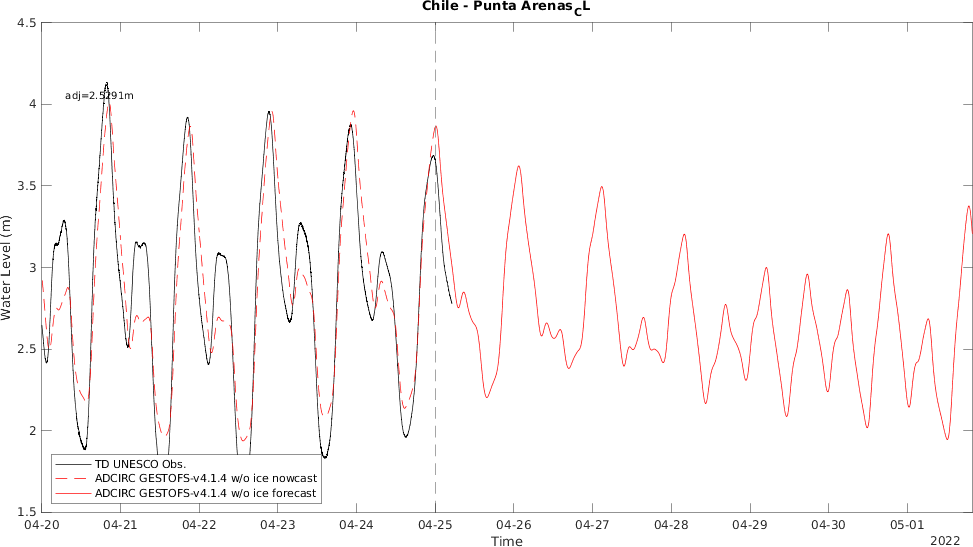 Chile - Punta Arenas_CL
4.5
adj=2.5291m
4
3.5
3
2.5
2
1.5
Water Level (m)
TD UNESCO Obs.
ADCIRC GESTOFS-v4.1.4 w/o ice nowcast
ADCIRC GESTOFS-v4.1.4 w/o ice forecast
04-20 04-21 04-22 04-23 04-24 04-25 04-26 04-27 04-28 04-29 04-30 05-01
Time
2022